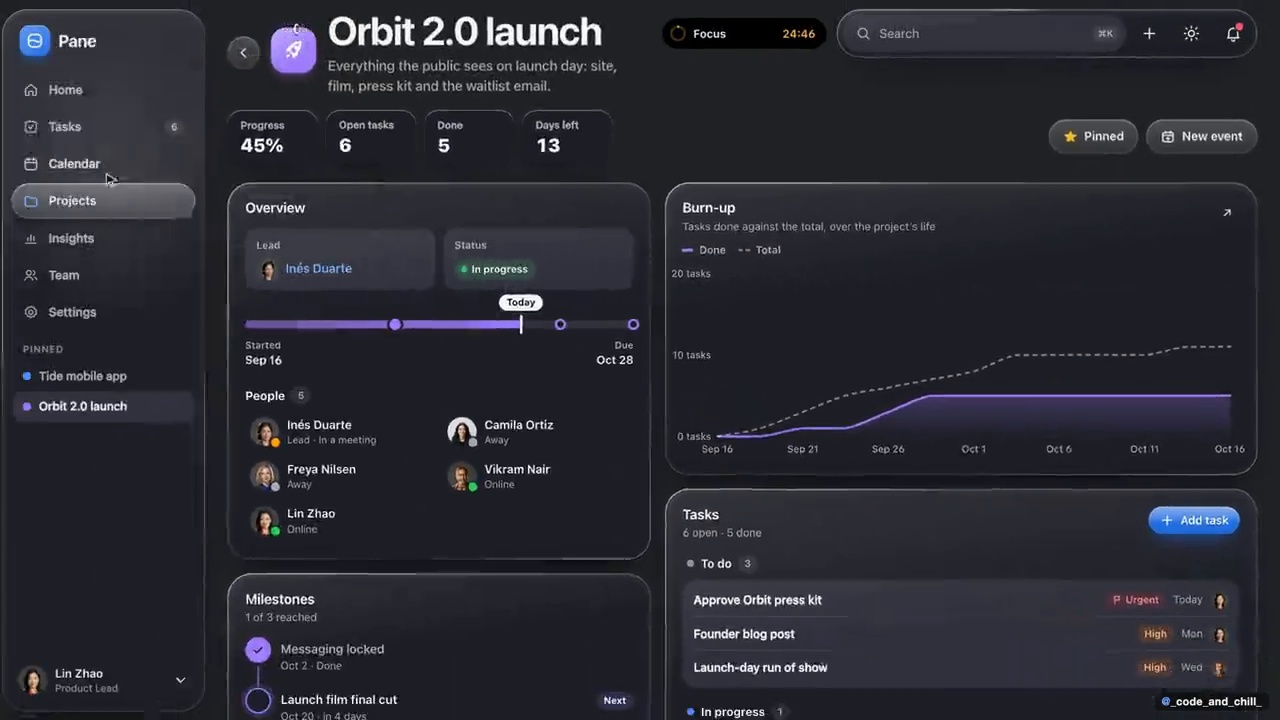 Pane
Home
Tasks 6
Calendar
Projects
Insights
Team
Settings
PINNED
Tide mobile app
Orbit 2.0 launch
Lin Zhao
Product Lead
Orbit 2.0 launch
Everything the public sees on launch day: site,
film, press kit and the waitlist email.
Focus 24:46
Search ⌘K
Progress
45%
Open tasks
6
Done
5
Days left
13
Pinned
New event
Overview
Lead
Inés Duarte
Status
In progress
Today
Started
Sep 16
Due
Oct 28
People 5
Inés Duarte
Lead · In a meeting
Camila Ortiz
Away
Freya Nilsen
Away
Vikram Nair
Online
Lin Zhao
Online
Milestones
1 of 3 reached
Messaging locked
Oct 2 · Done
Launch film final cut
Oct 20 · in 4 days
Next
Burn-up
Tasks done against the total, over the project's life
Done Total
20 tasks
10 tasks
0 tasks
Sep 16 Sep 21 Sep 26 Oct 1 Oct 6 Oct 11 Oct 16
Tasks
6 open · 5 done
Add task
To do 3
Approve Orbit press kit Urgent Today
Founder blog post High Mon
Launch-day run of show High Wed
In progress 1
@_code_and_chill_